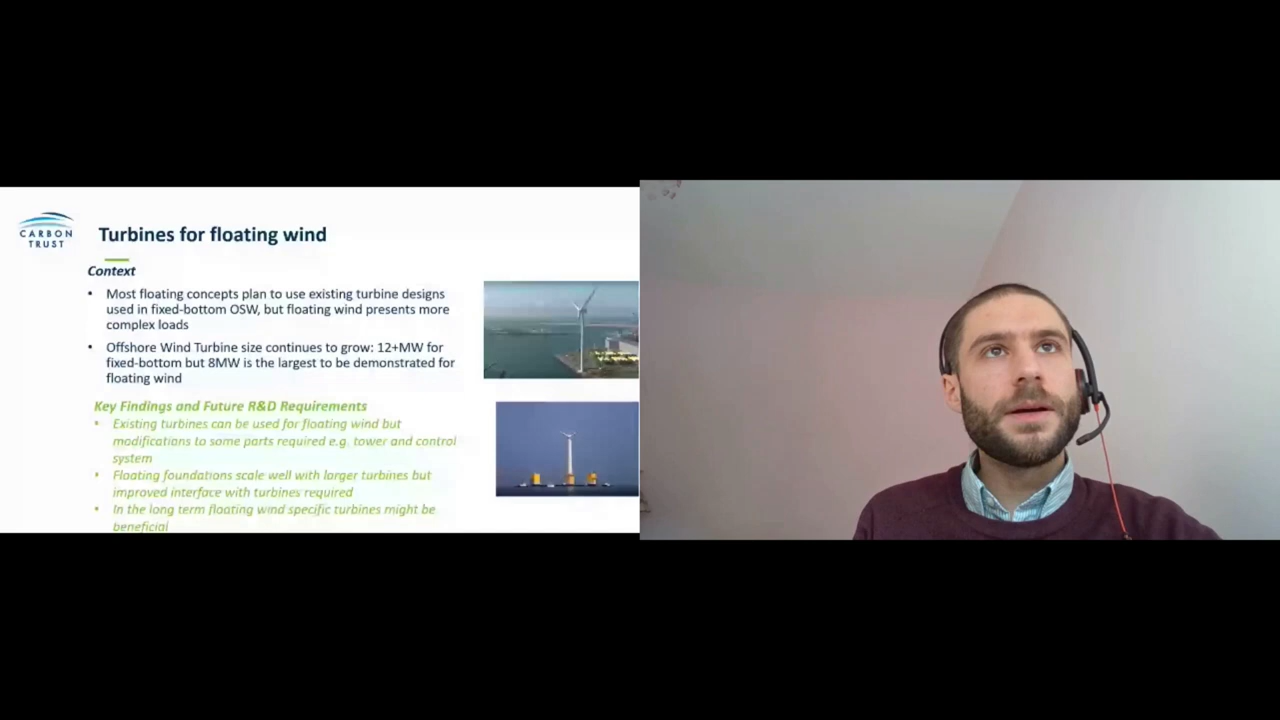 CARBON
TRUST
Turbines for floating wind
Context
• Most floating concepts plan to use existing turbine designs
used in fixed-bottom OSW, but floating wind presents more
complex loads
• Offshore Wind Turbine size continues to grow: 12+MW for
fixed-bottom but 8MW is the largest to be demonstrated for
floating wind
Key Findings and Future R&D Requirements
• Existing turbines can be used for floating wind but
modifications to some parts required e.g. tower and control
system
• Floating foundations scale well with larger turbines but
improved interface with turbines required
• In the long term floating wind specific turbines might be
beneficial